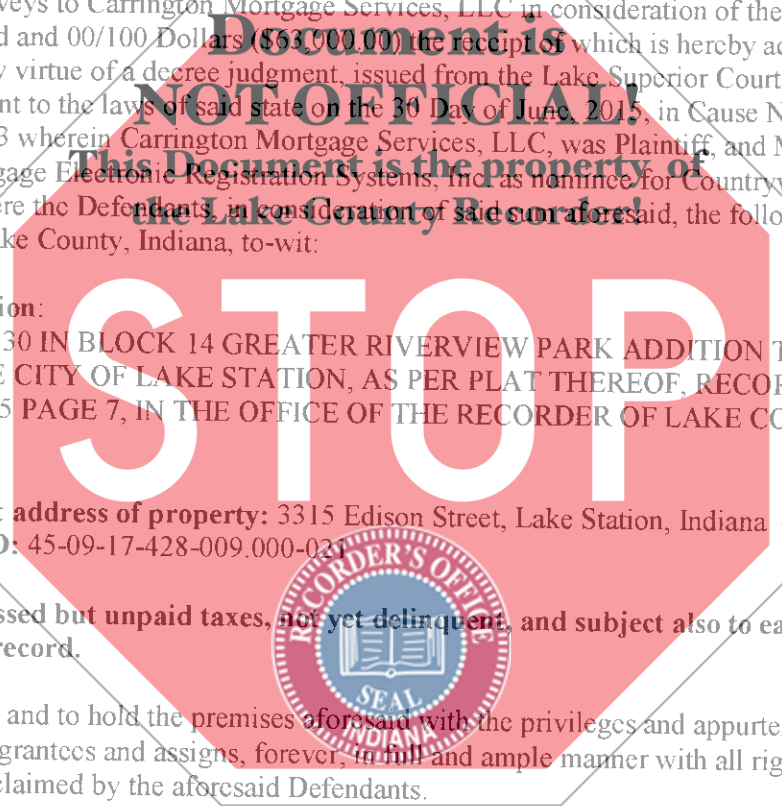 veys to Carrington Mortgage Services, LLC in consideration of the
Document is
d and 00/100 Dollars ($63,000.00) the receipt of which is hereby ac
y virtue of a decree judgment, issued from the Lake Superior Court
NOT OFFICIAL!
nt to the laws of said state on the 30 Day of June, 2015, in Cause N
3 wherein Carrington Mortgage Services, LLC, was Plaintiff, and M
This Document is the property of
gage Electronic Registration Systems, Inc. as nominee for Countryw
the Lake County Recorder!
ere the Defendants, in consideration of said sum aforesaid, the follo
ke County, Indiana, to-wit:
ion:
30 IN BLOCK 14 GREATER RIVERVIEW PARK ADDITION T
E CITY OF LAKE STATION, AS PER PLAT THEREOF, RECOR
5 PAGE 7, IN THE OFFICE OF THE RECORDER OF LAKE CO
STOP
address of property: 3315 Edison Street, Lake Station, Indiana
D: 45-09-17-428-009.000-021
RECORDER'S OFFICE
ssed but unpaid taxes, not yet delinquent, and subject also to ea
record.
SEAL
INDIANA
and to hold the premises aforesaid with the privileges and appurte
grantees and assigns, forever, in full and ample manner with all rig
claimed by the aforesaid Defendants.